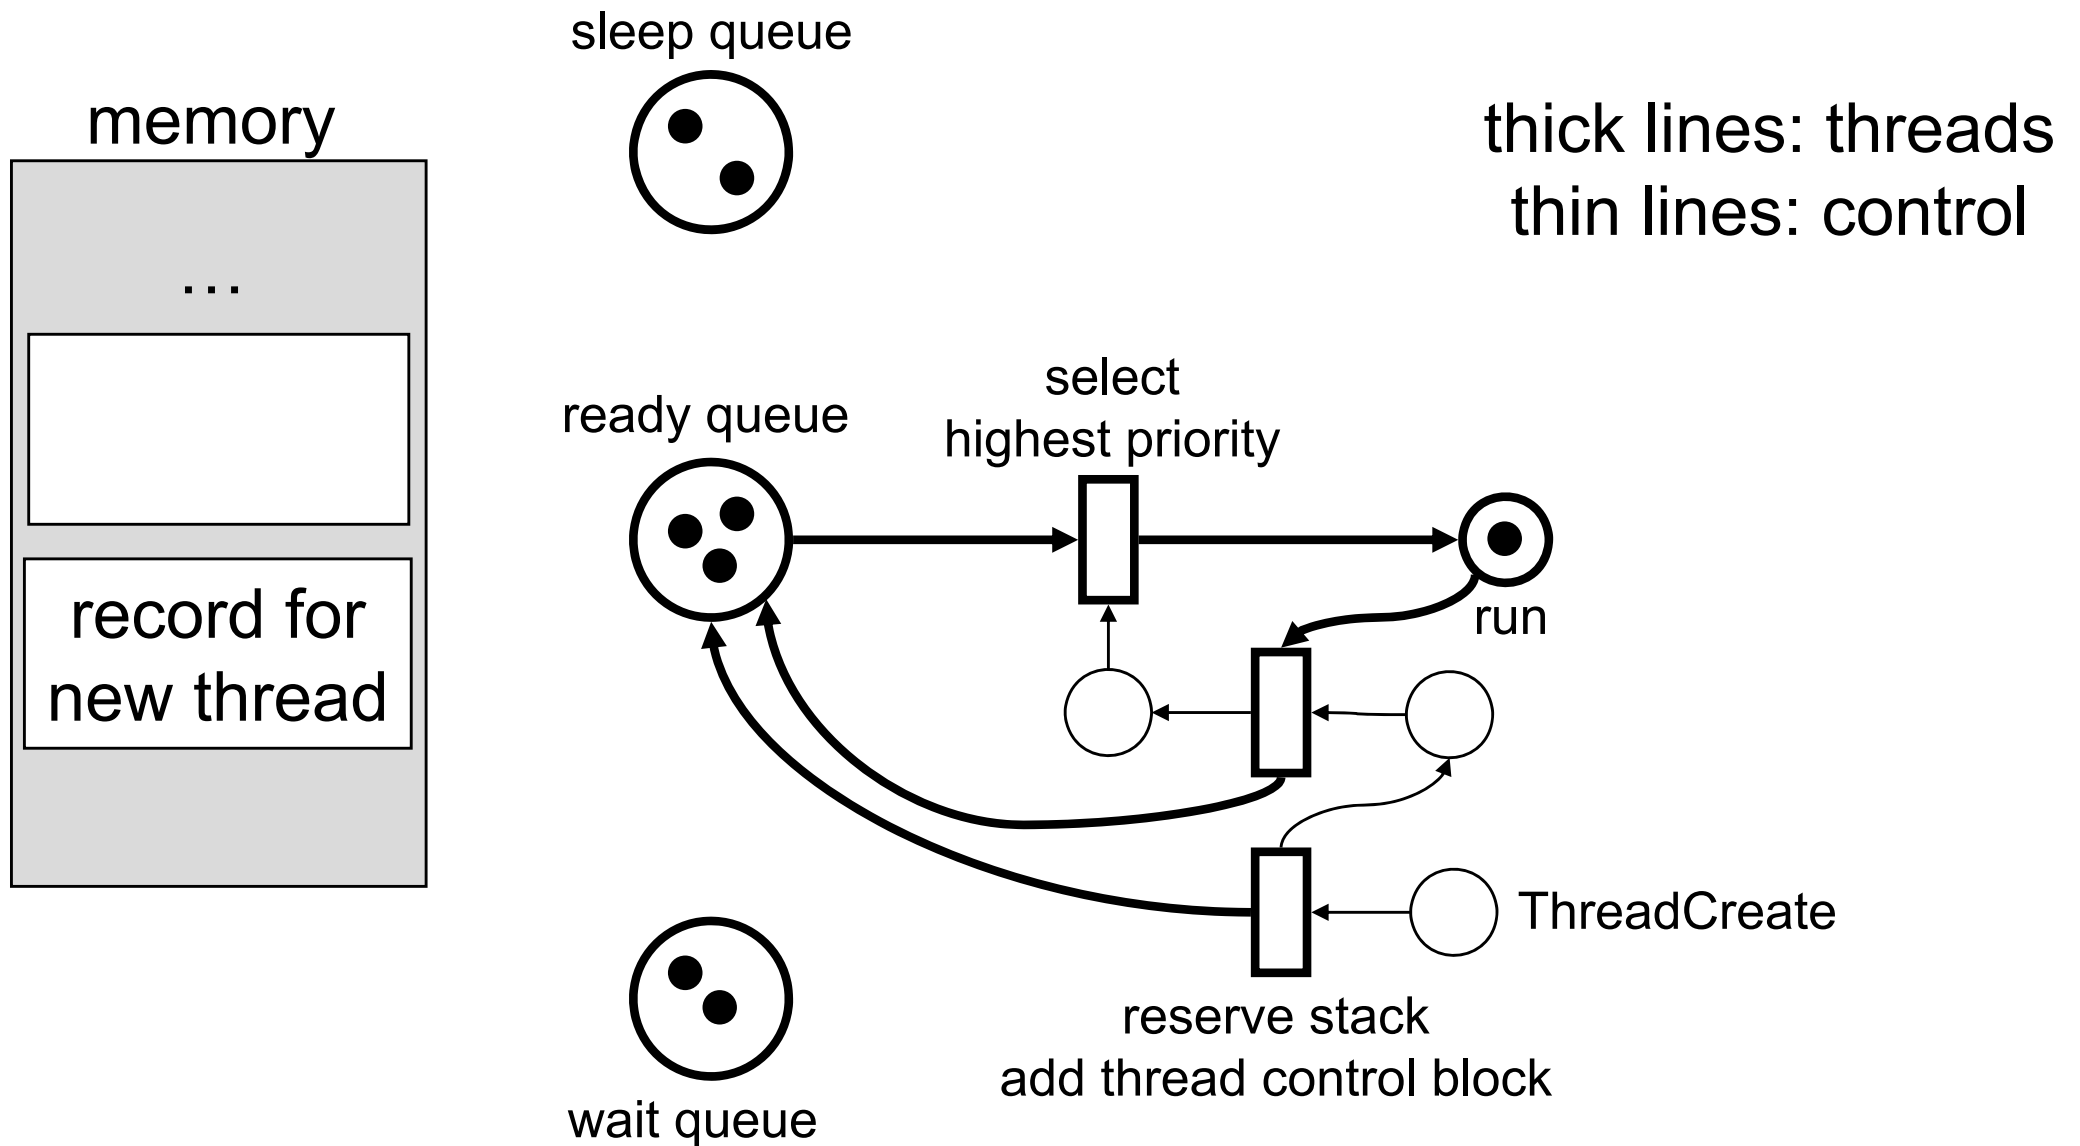 sleep queue
memory
thick lines: threads
thin lines: control
…
select
highest priority
ready queue
record for
new thread
run
ThreadCreate
reserve stack
add thread control block
wait queue